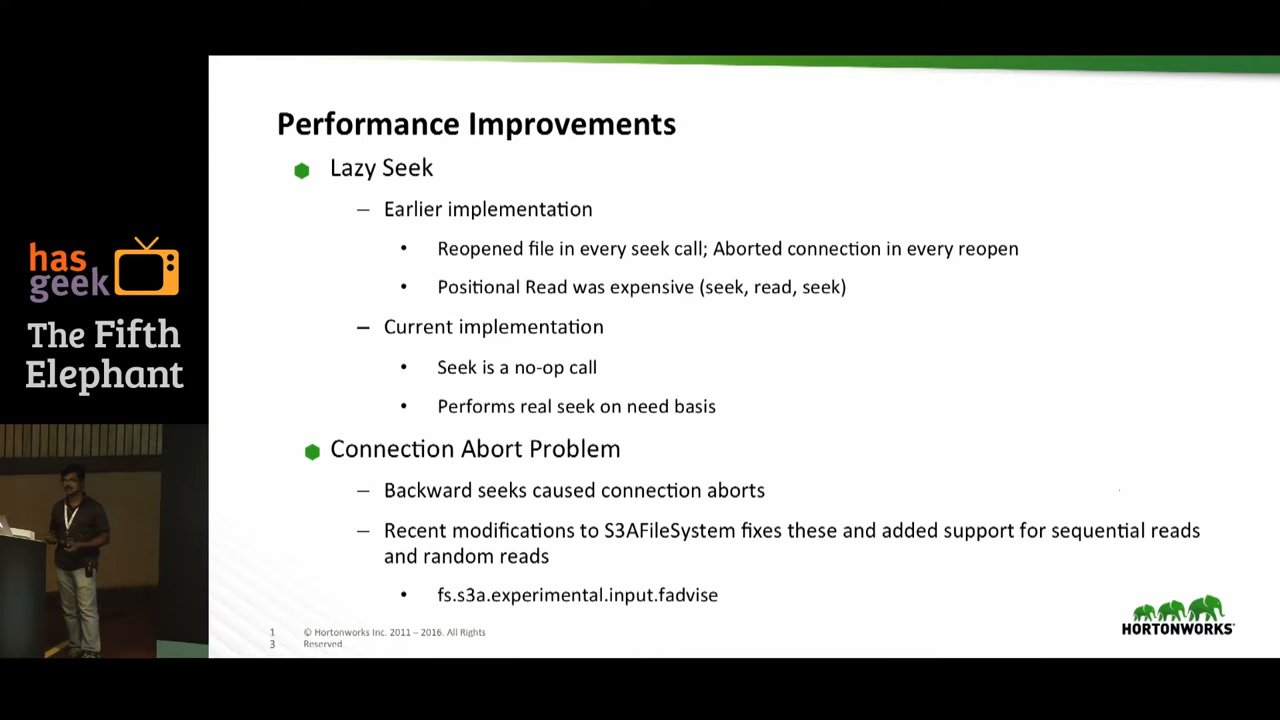 has
geek
The Fifth
Elephant
Performance Improvements
Lazy Seek
– Earlier implementation
• Reopened file in every seek call; Aborted connection in every reopen
• Positional Read was expensive (seek, read, seek)
– Current implementation
• Seek is a no-op call
• Performs real seek on need basis
Connection Abort Problem
– Backward seeks caused connection aborts
– Recent modifications to S3AFileSystem fixes these and added support for sequential reads
and random reads
• fs.s3a.experimental.input.fadvise
1
3
© Hortonworks Inc. 2011 – 2016. All Rights
Reserved
HORTONWORKS